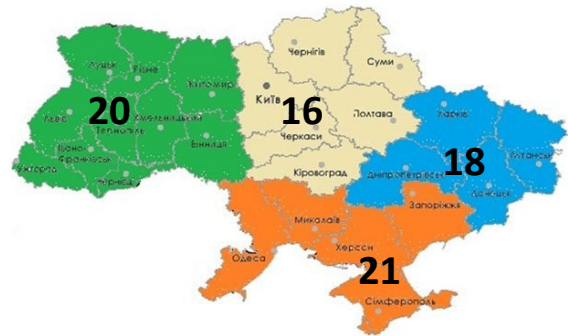 Чернігів
Суми
Луцьк
Рівне
Житомир
Київ
Львів
20
Тернопіль
Хмельницький
16
Полтава
Харків
Черкаси
Івано-
Франківськ
Вінниця
Ужгород
Чернівці
Кіровоград
Дніпропетровськ
18
Луганськ
Донецьк
Запоріжжя
Миколаїв
Херсон
Одеса
21
Сімферополь